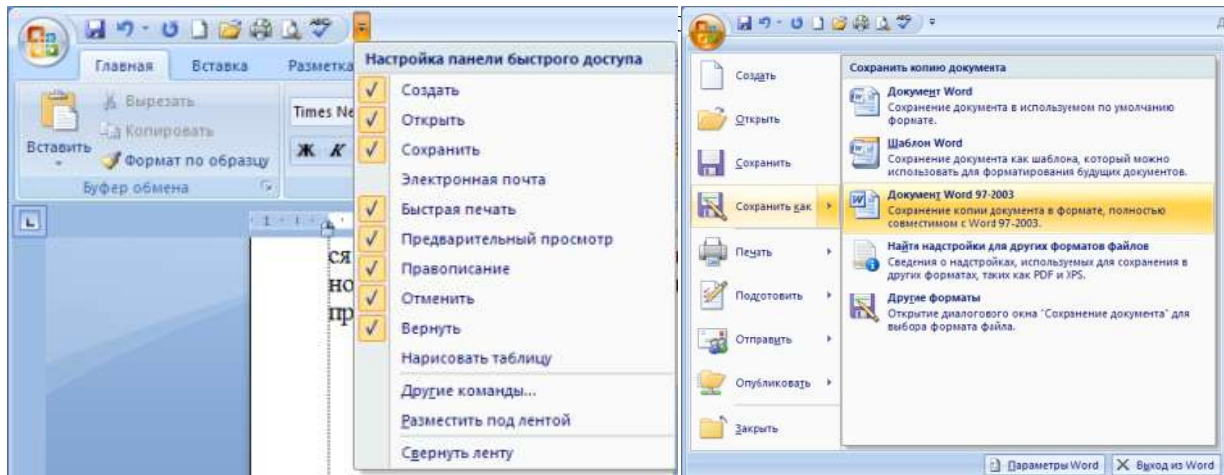 Главная Вставка Разметка
Вырезать
Копировать
Вставить
Формат по образцу
Буфер обмена
Times Ne
Ж К
1 1
ся
но
пр
Настройка панели быстрого доступа
Создать
Открыть
Сохранить
Электронная почта
Быстрая печать
Предварительный просмотр
Правописание
Отменить
Вернуть
Нарисовать таблицу
Другие команды...
Разместить под лентой
Свернуть ленту
Создать
Открыть
Сохранить
Сохранить как
Печать
Подготовить
Отправить
Опубликовать
Закрыть
Сохранить копию документа
Документ Word
Сохранение документа в используемом по умолчанию
формате.
Шаблон Word
Сохранение документа как шаблона, который можно
использовать для форматирования будущих документов.
Документ Word 97-2003
Сохранение копии документа в формате, полностью
совместимом с Word 97-2003.
Найти надстройки для других форматов файлов
Сведения о надстройках, используемых для сохранения в
других форматах, таких как PDF и XPS.
Другие форматы
Открытие диалогового окна "Сохранение документа" для
выбора формата файла.
Параметры Word Выход из Word